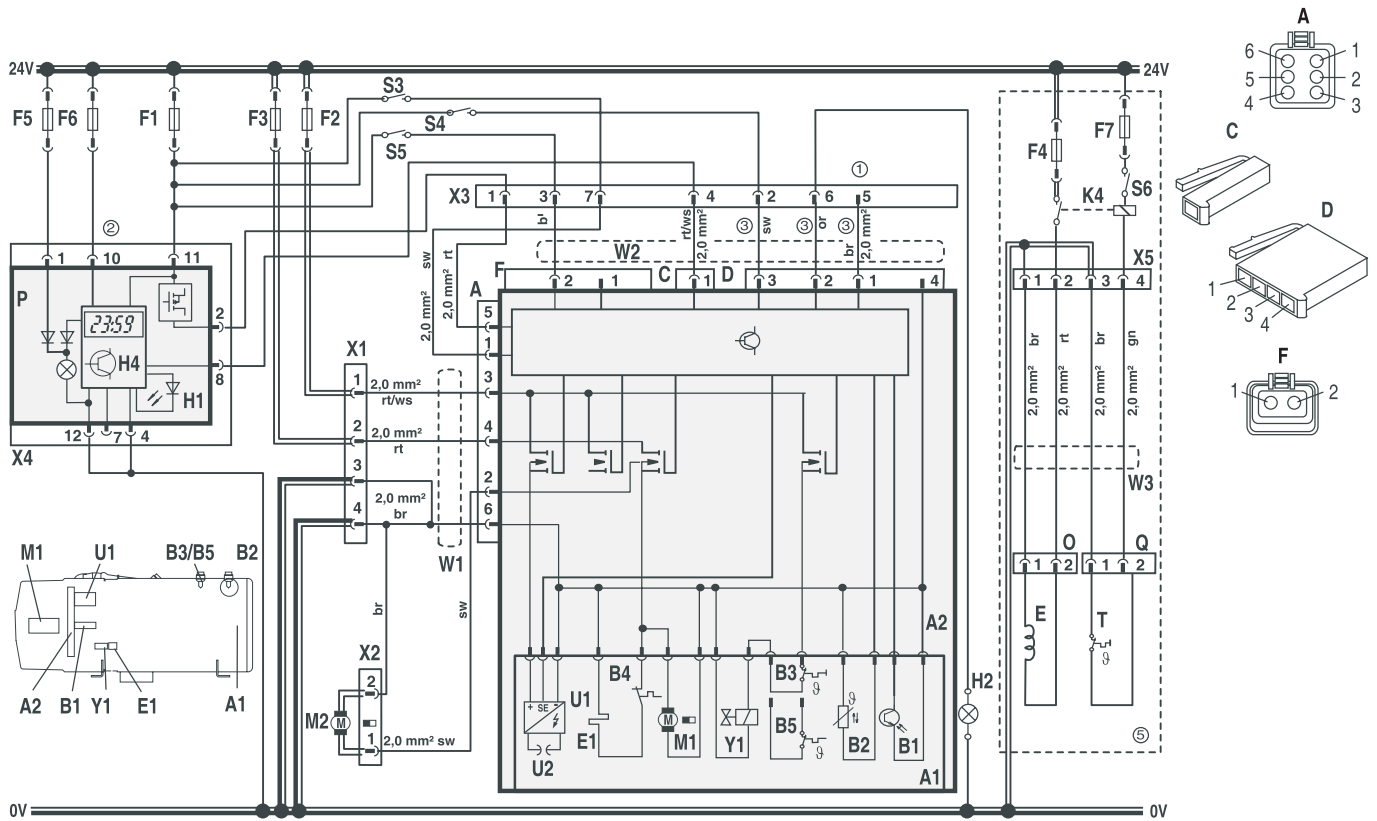 24V
24V
A
6
1
5
2
4
3
F5
F6
F1
F3
F2
S3
S4
S5
F4
F7
K4
S6
C
①
X3
1
3
7
4
2
6
5
②
b'
rt/ws
2,0 mm²
sw
③
③
or
③
br
2,0 mm²
W2
sw
2,0 mm²
rt
2,0 mm²
D
1
2
3
4
X5
1
2
3
4
1
10
11
P
23:59
H4
H1
2
8
12
7
4
X4
F
2
1
C
1
D
3
2
1
4
A
5
1
3
4
2
6
X1
1
2
3
4
2,0 mm²
rt/ws
2,0 mm²
rt
2,0 mm²
br
W1
br
2,0 mm²
rt
2,0 mm²
br
2,0 mm²
gn
2,0 mm²
W3
F
1
2
M1
U1
B3/B5
B2
A2
B1
Y1
E1
A1
br
sw
X2
2
1
M2
M
2,0 mm² sw
O
1
2
Q
1
2
E
T
ϑ
A2
+ SE -
U1
U2
E1
B4
M
M1
Y1
B3
ϑ
B5
ϑ
ϑ
B2
B1
A1
H2
⑤
0V
0V